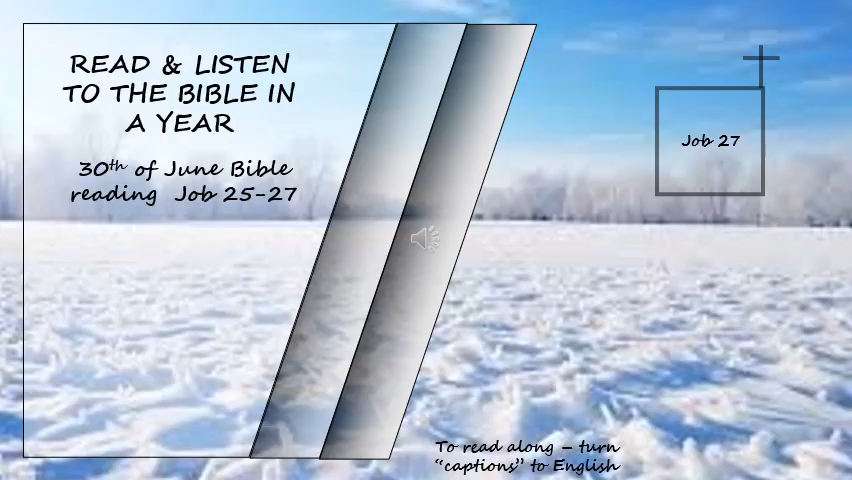 READ & LISTEN
TO THE BIBLE IN
A YEAR
30th of June Bible
reading Job 25-27
Job 27
To read along – turn
“captions” to English